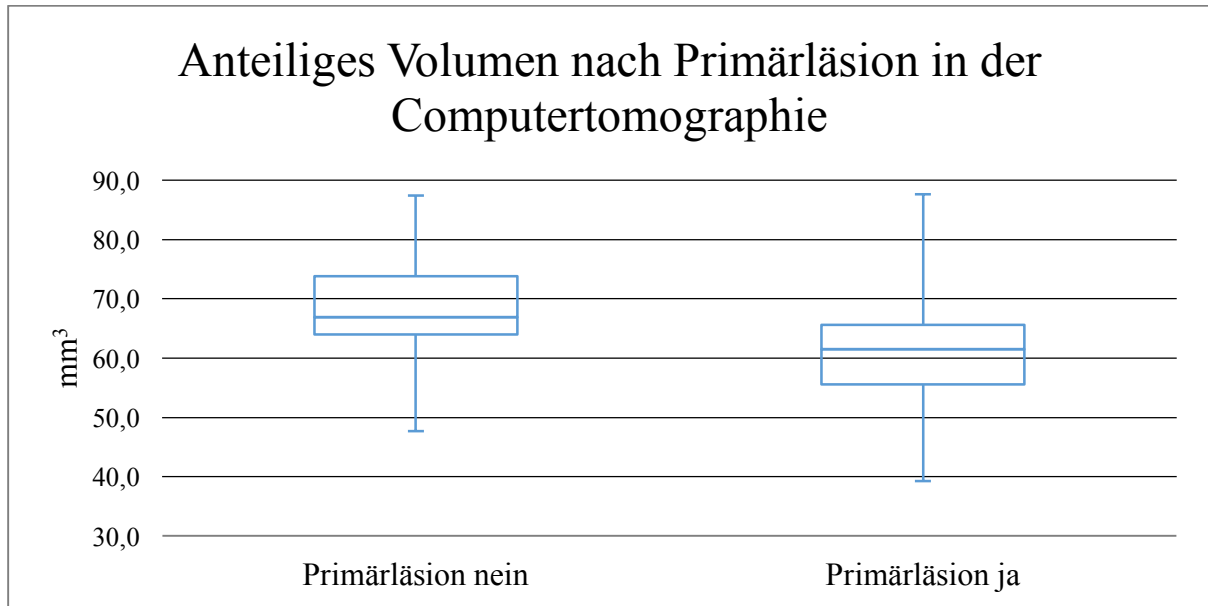 Anteiliges Volumen nach Primärläsion in der
Computertomographie
90,0
80,0
70,0
60,0
50,0
40,0
30,0
mm³
Primärläsion nein
Primärläsion ja